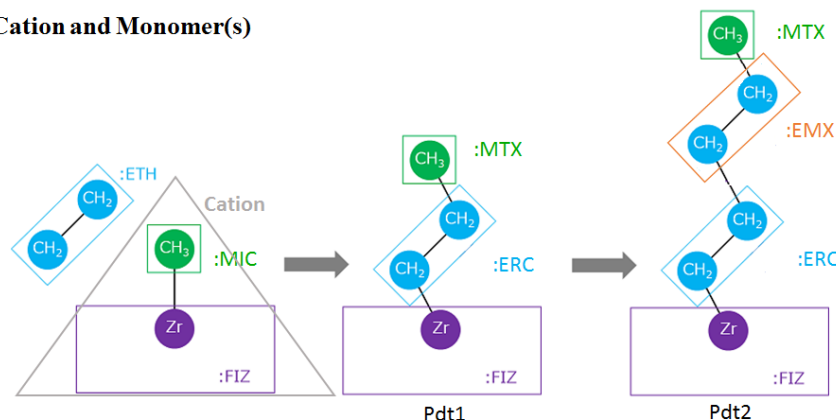 Cation and Monomer(s)
:ETH
CH₂
CH₂
Cation
CH₃
:MIC
Zr
:FIZ
CH₃
:MTX
CH₂
CH₂
:ERC
Zr
:FIZ
Pdt1
CH₃
:MTX
CH₂
CH₂
:EMX
CH₂
CH₂
:ERC
Zr
:FIZ
Pdt2